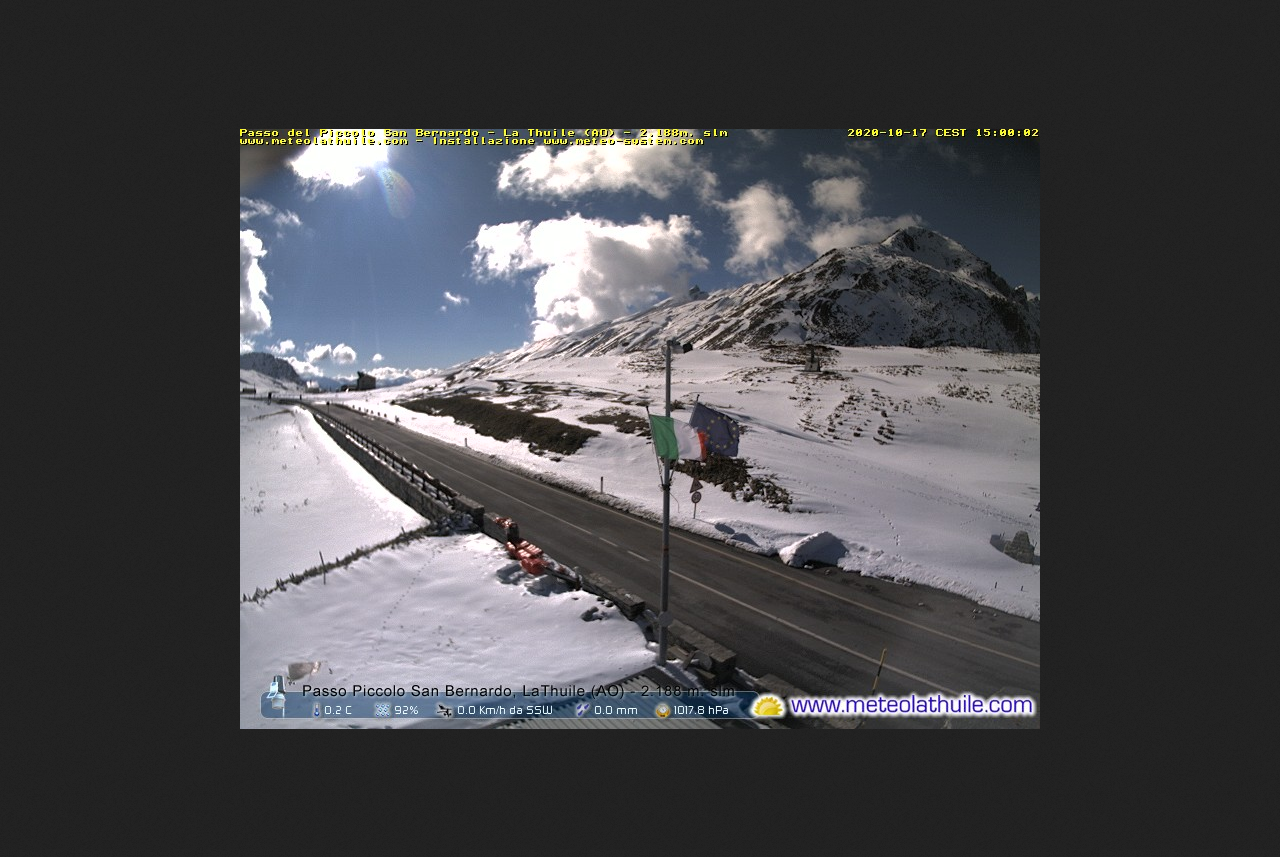 Passo del Piccolo San Bernardo - La Thuile (AO) - 2.188m. slm
2020-10-17 CEST 15:00:02
www.meteolathuile.com - Installazione www.meteo-system.com
Passo Piccolo San Bernardo, LaThuile (AO) - 2.188 m. slm
0.2 C 92% 0.0 Km/h da SSW 0.0 mm 1017.8 hPa
www.meteolathuile.com